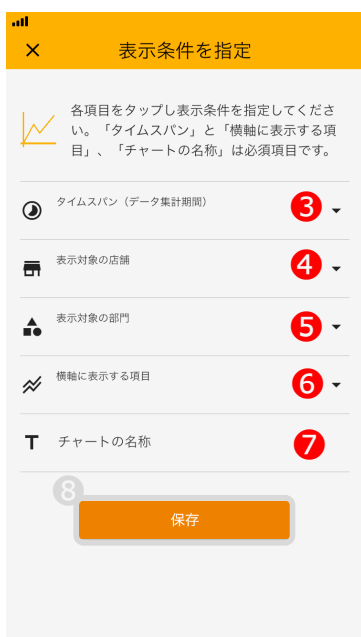 表示条件を指定
各項目をタップし表示条件を指定してくださ
い。「タイムスパン」と「横軸に表示する項
目」、「チャートの名称」は必須項目です。
タイムスパン（データ集計期間）
3
表示対象の店舗
4
表示対象の部門
5
横軸に表示する項目
6
T チャートの名称
7
8
保存